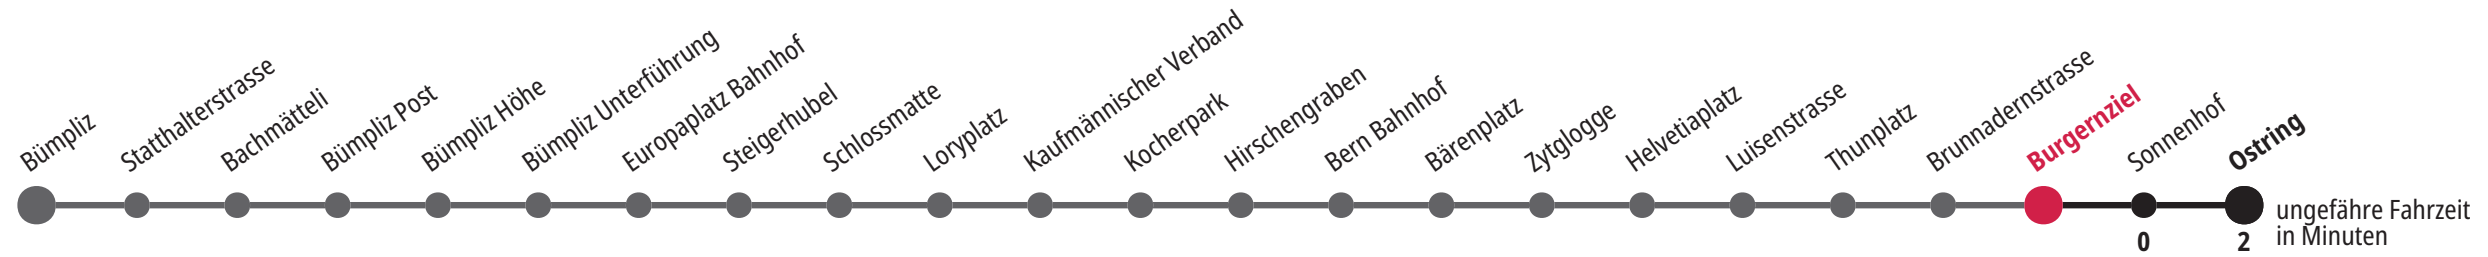 Bümpliz
Statthalterstrasse
Bachmätteli
Bümpliz Post
Bümpliz Höhe
Bümpliz Unterführung
Europaplatz Bahnhof
Steigerhubel
Schlossmatte
Loryplatz
Kaufmännischer Verband
Kocherpark
Hirschengraben
Bern Bahnhof
Bärenplatz
Zytglogge
Helvetiaplatz
Luisenstrasse
Thunplatz
Brunnadernstrasse
Burgernziel
Sonnenhof
Ostring
0
2
ungefähre Fahrzeit
in Minuten